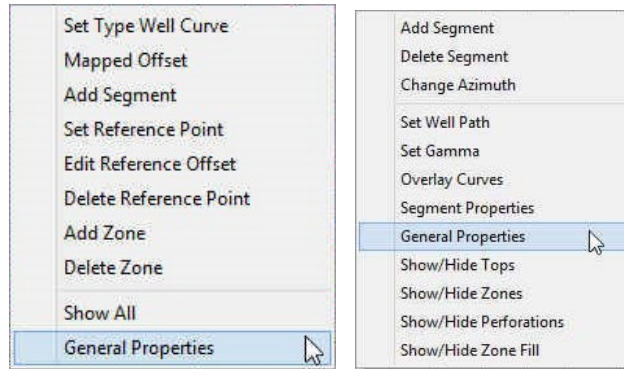 Set Type Well Curve
Mapped Offset
Add Segment
Set Reference Point
Edit Reference Offset
Delete Reference Point
Add Zone
Delete Zone
Show All
General Properties
Add Segment
Delete Segment
Change Azimuth
Set Well Path
Set Gamma
Overlay Curves
Segment Properties
General Properties
Show/Hide Tops
Show/Hide Zones
Show/Hide Perforations
Show/Hide Zone Fill